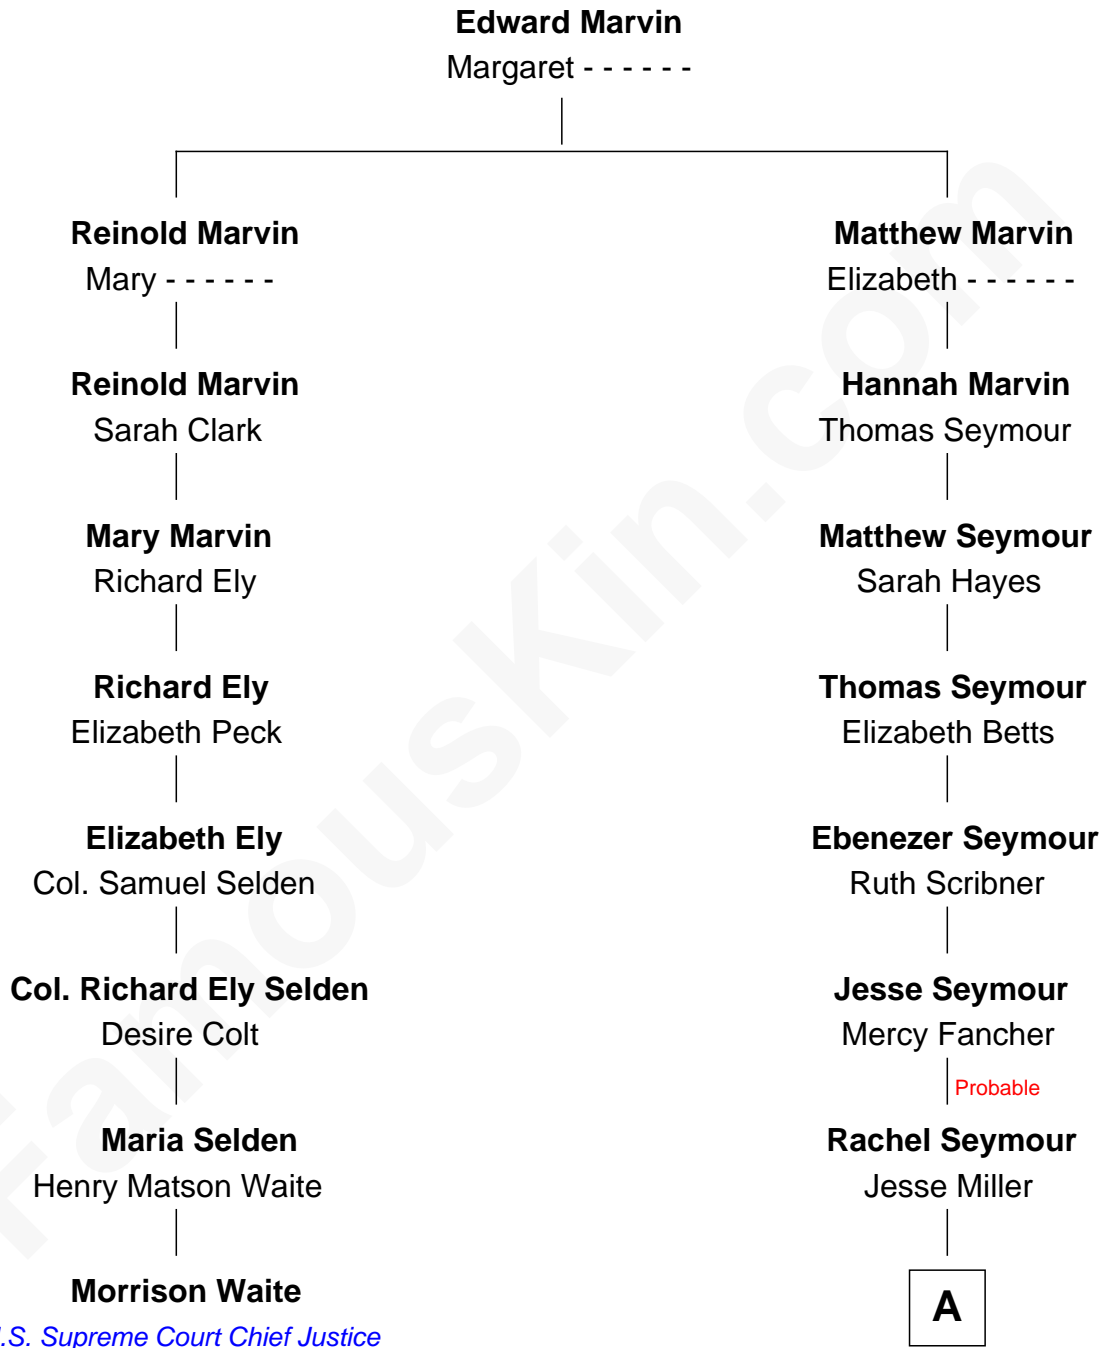 Edward Marvin
Margaret - - - - - -
Reinold Marvin
Mary - - - - - -
Reinold Marvin
Sarah Clark
Mary Marvin
Richard Ely
Richard Ely
Elizabeth Peck
Elizabeth Ely
Col. Samuel Selden
Col. Richard Ely Selden
Desire Colt
Maria Selden
Henry Matson Waite
Morrison Waite
.S. Supreme Court Chief Justice
Matthew Marvin
Elizabeth - - - - - -
Hannah Marvin
Thomas Seymour
Matthew Seymour
Sarah Hayes
Thomas Seymour
Elizabeth Betts
Ebenezer Seymour
Ruth Scribner
Jesse Seymour
Mercy Fancher
Probable
Rachel Seymour
Jesse Miller
A
FamousKin.com